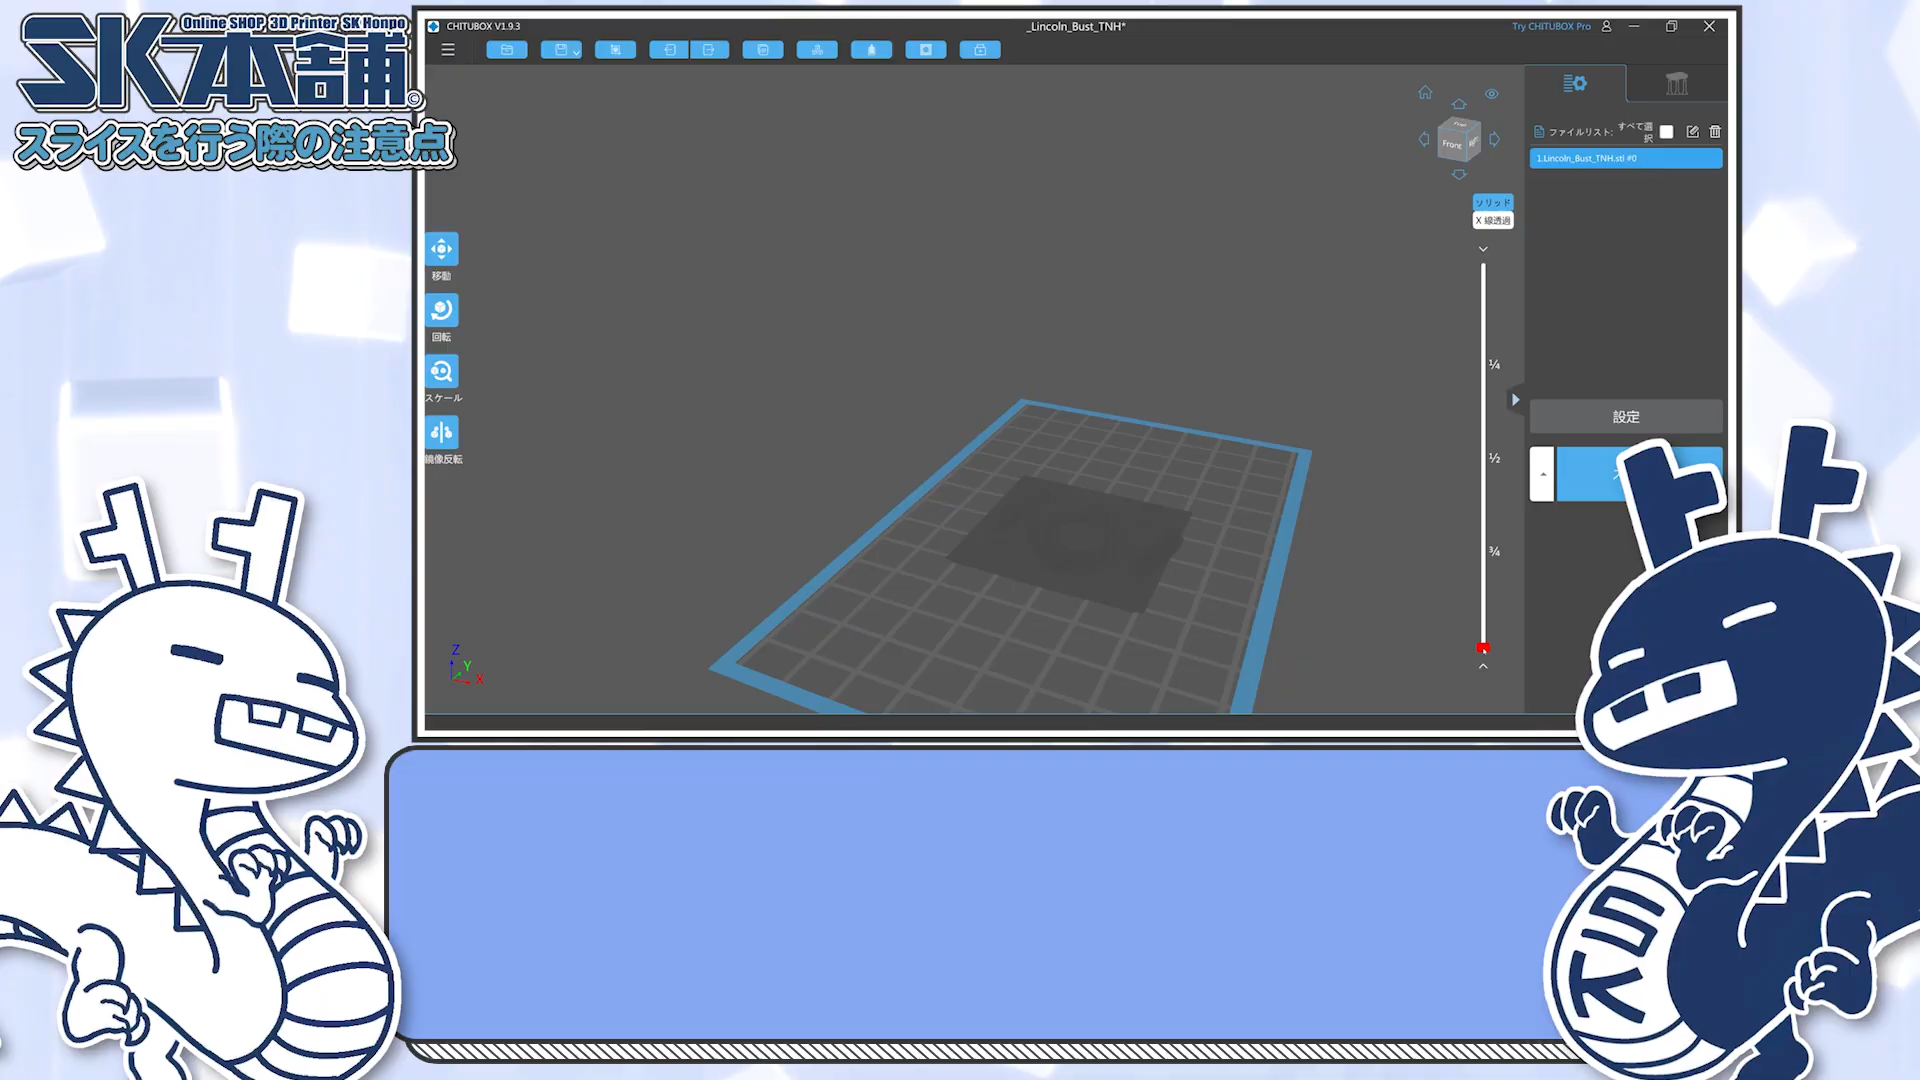 Online SHOP 3D Printer SK Honpo
SK本舗©
スライスを行う際の注意点
CHITUBOX V1.9.3
_Lincoln_Bust_TNH*
Try CHITUBOX Pro
ファイルリスト:
すべて選択
1.Lincoln_Bust_TNH.stl #0
Front
ソリッド
X 線透過
移動
回転
スケール
鏡像反転
¼
½
¾
設定
Z
Y
X
SK